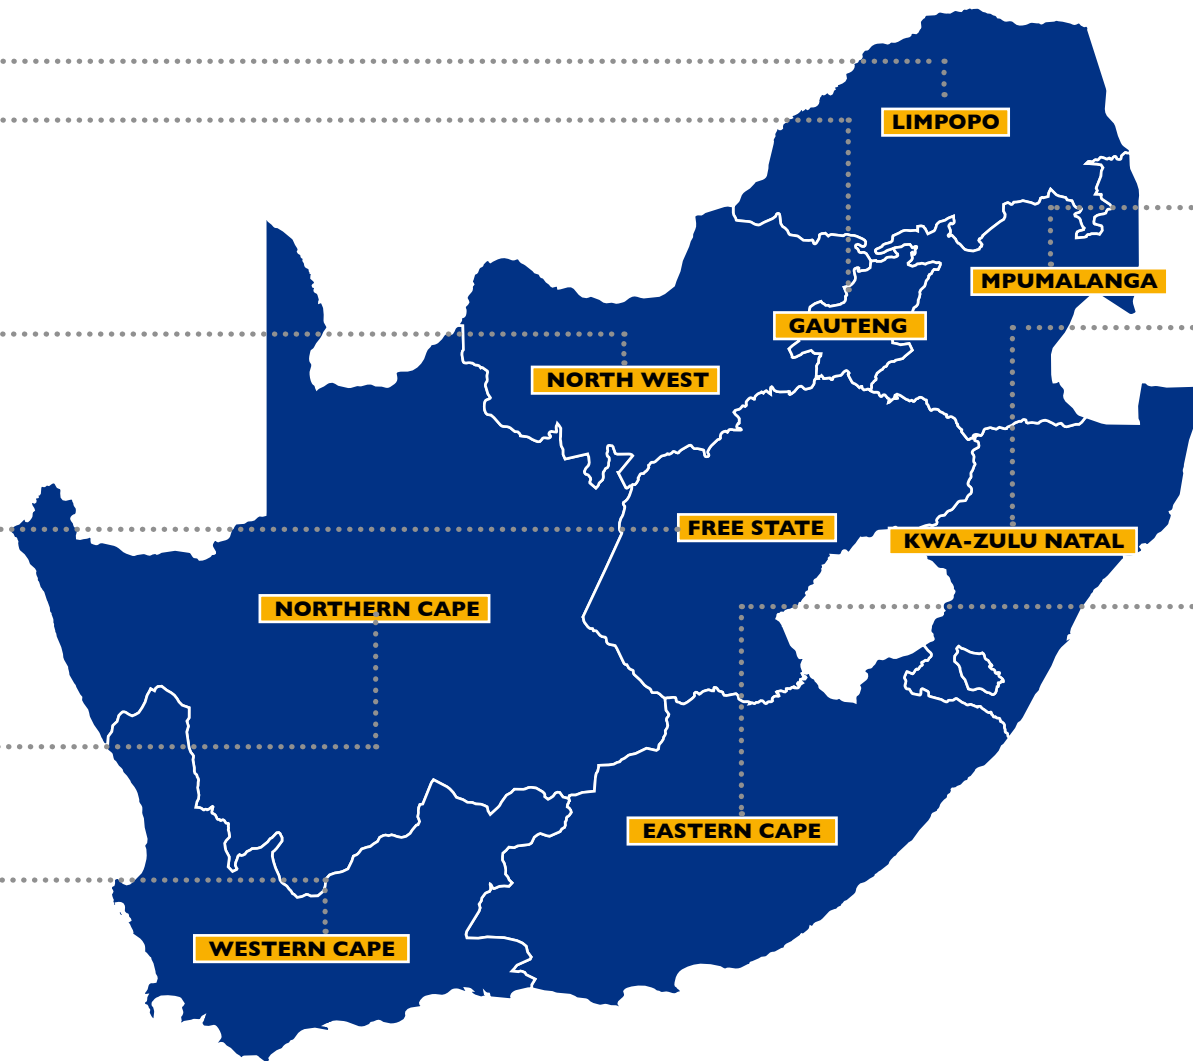 LIMPOPO
MPUMALANGA
GAUTENG
NORTH WEST
FREE STATE
KWA-ZULU NATAL
NORTHERN CAPE
EASTERN CAPE
WESTERN CAPE